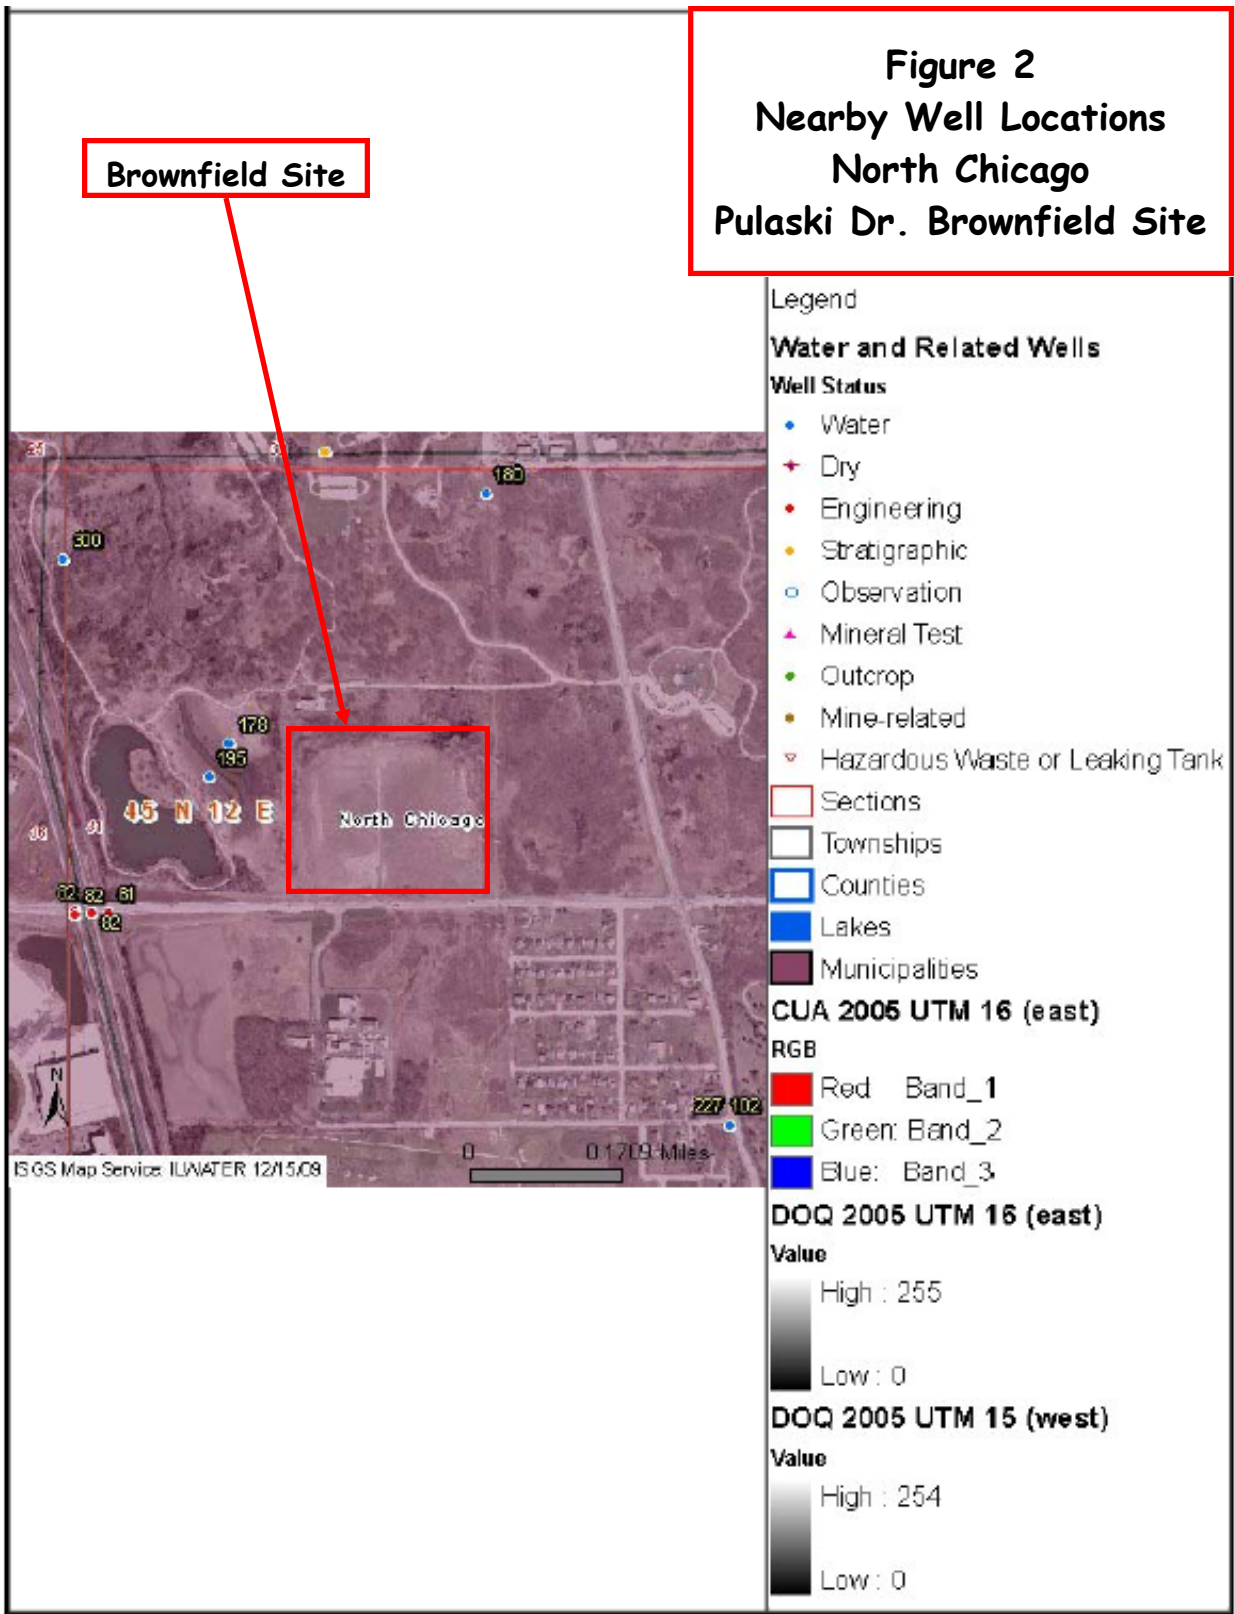 Figure 2
Nearby Well Locations
North Chicago
Pulaski Dr. Brownfield Site
Brownfield Site
Legend
Water and Related Wells
Well Status
Water
Dry
Engineering
Stratigraphic
Observation
Mineral Test
Outcrop
Mine-related
Hazardous Waste or Leaking Tank
Sections
Townships
Counties
Lakes
Municipalities
CUA 2005 UTM 16 (east)
RGB
Red: Band_1
Green: Band_2
Blue: Band_3
DOQ 2005 UTM 16 (east)
Value
High : 255
Low : 0
DOQ 2005 UTM 15 (west)
Value
High : 254
Low : 0
180
300
178
195
45 N 12 E
North Chicago
82 82 81
82
227 102
N
0 0.1709 Miles
ISGS Map Service: ILWATER 12/15/09